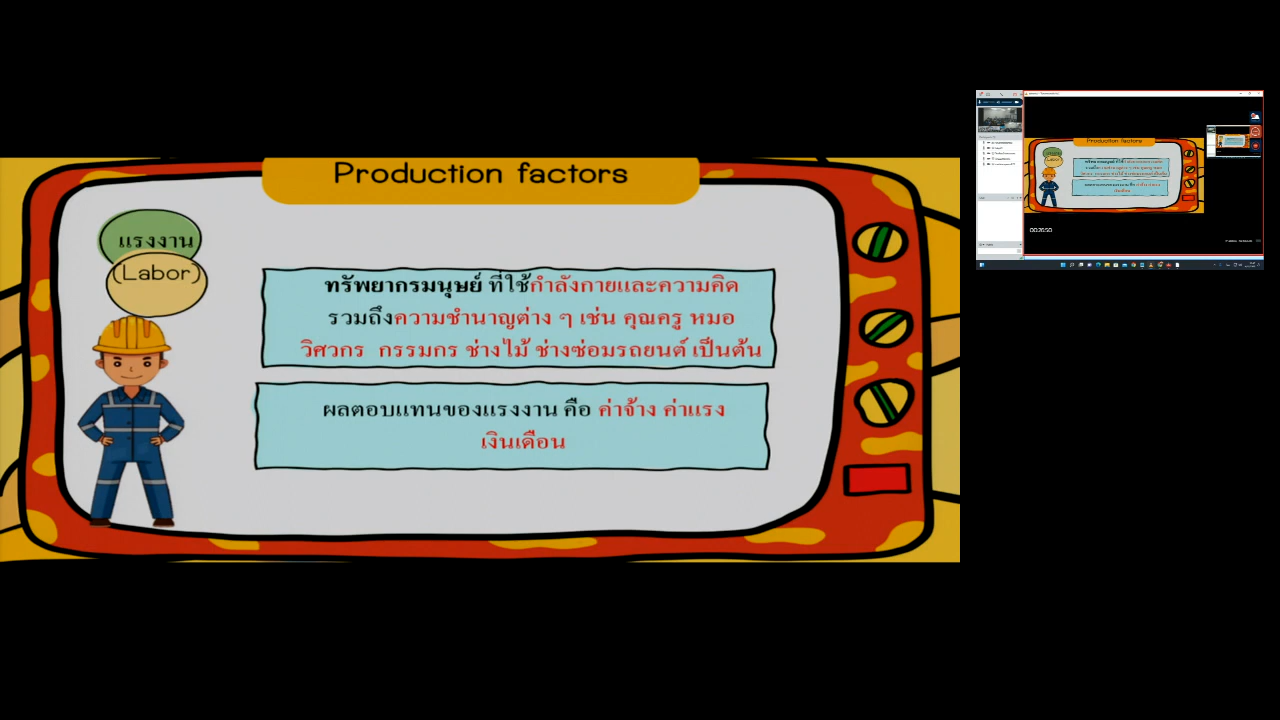 Production factors
แรงงาน
(Labor)
ทรัพยากรมนุษย์ ที่ใช้กำลังกายและความคิด
รวมถึงความชำนาญต่าง ๆ เช่น คุณครู หมอ
วิศวกร กรรมกร ช่างไม้ ช่างซ่อมรถยนต์ เป็นต้น
ผลตอบแทนของแรงงาน คือ ค่าจ้าง ค่าแรง
เงินเดือน
Production factors
00:26:50